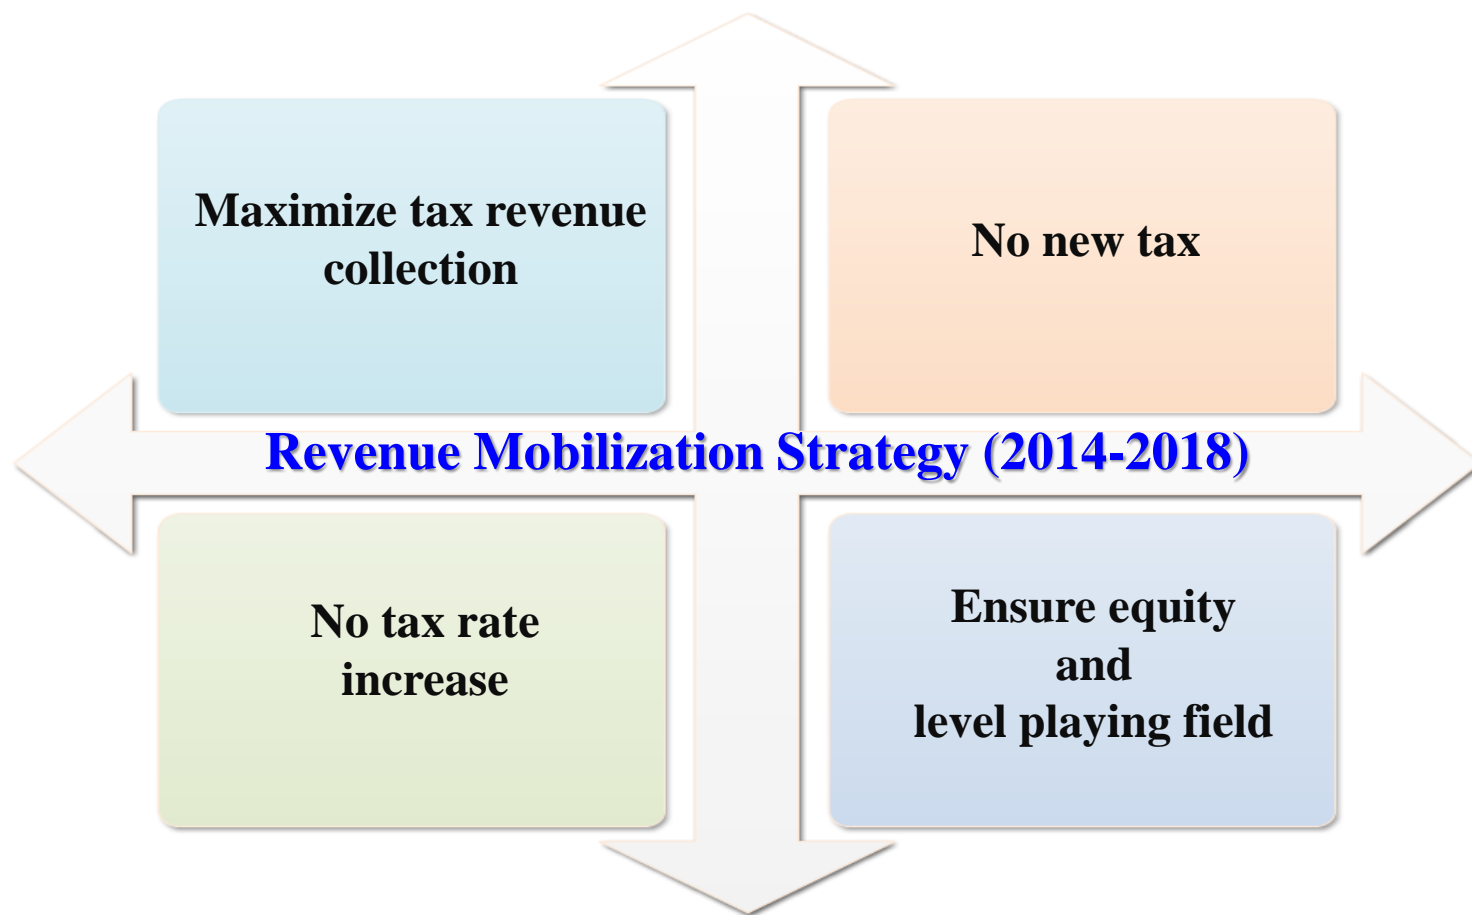 Maximize tax revenue
collection
No new tax
Revenue Mobilization Strategy (2014-2018)
No tax rate
increase
Ensure equity
and
level playing field